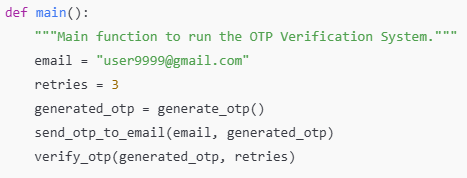 def main():
    """Main function to run the OTP Verification System."""
    email = "user9999@gmail.com"
    retries = 3
    generated_otp = generate_otp()
    send_otp_to_email(email, generated_otp)
    verify_otp(generated_otp, retries)